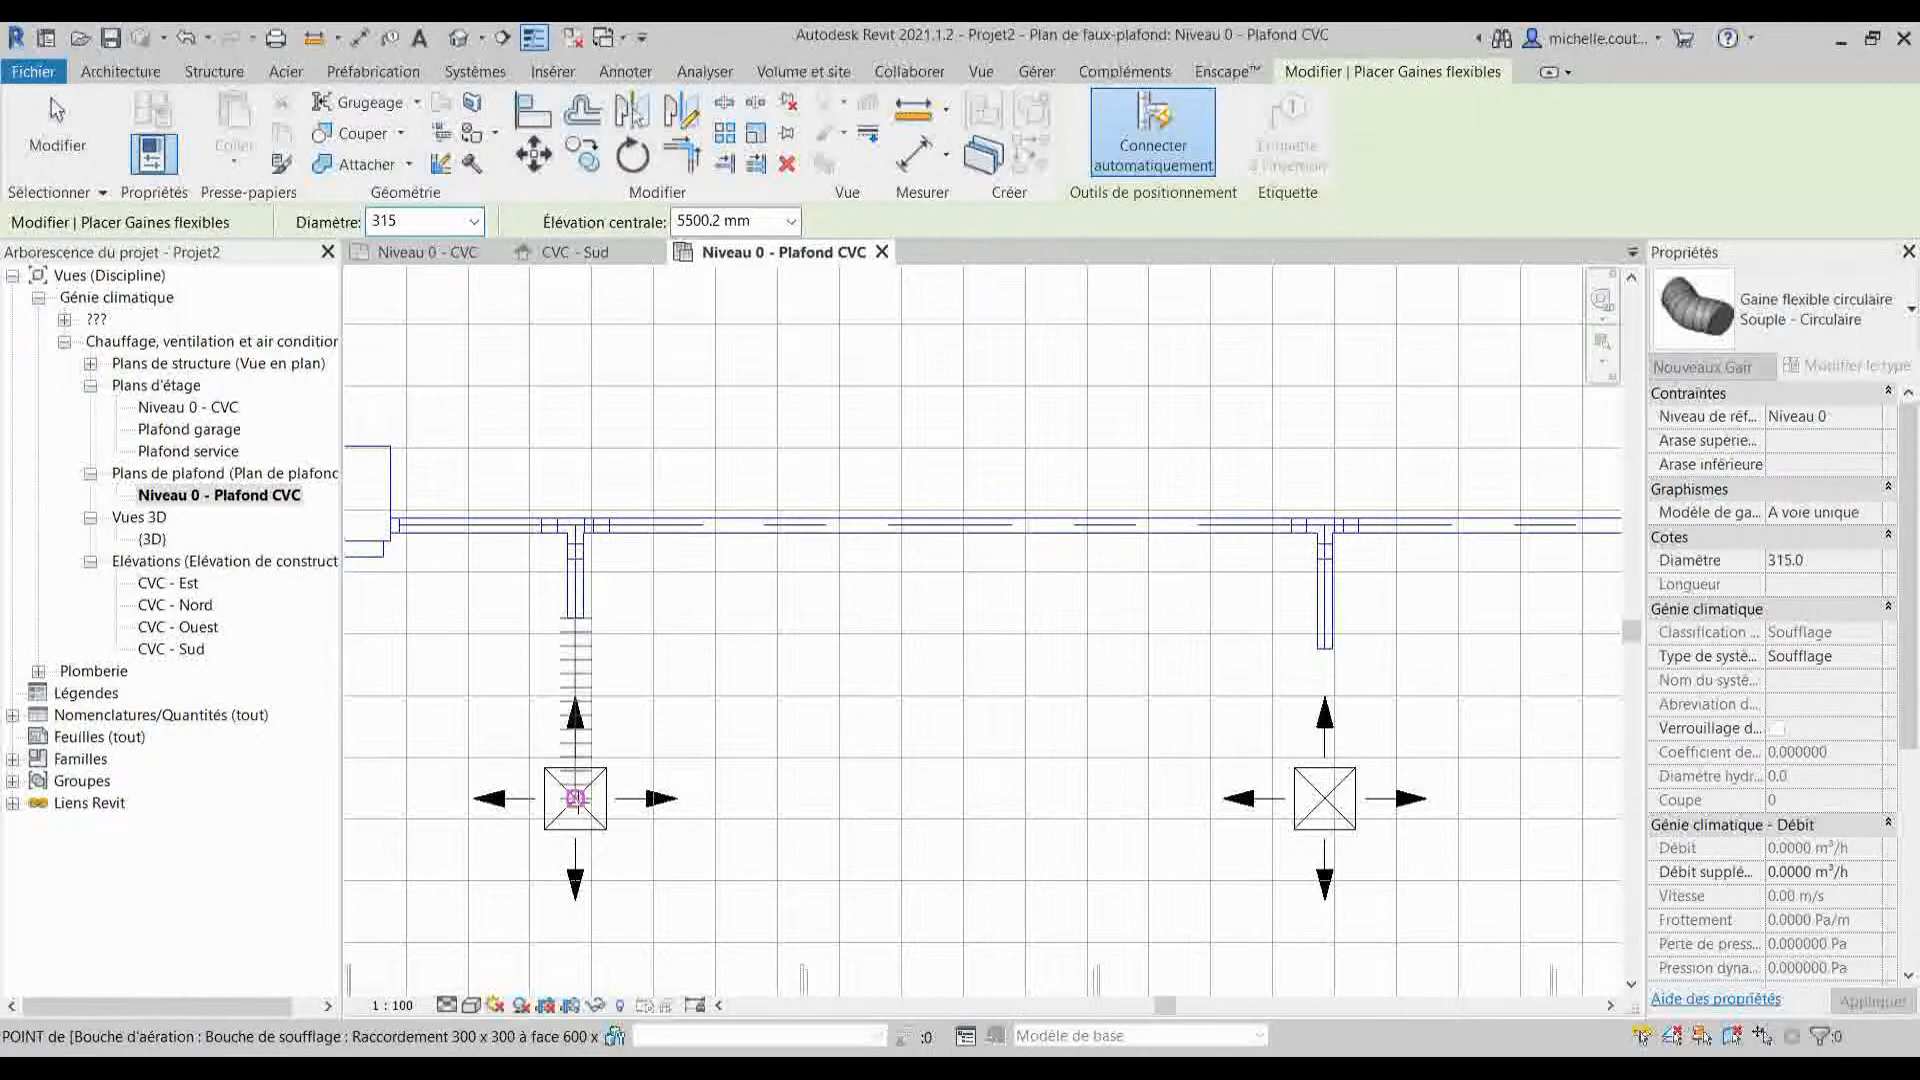 Autodesk Revit 2021.1.2 - Projet2 - Plan de faux-plafond: Niveau 0 - Plafond CVC
michelle.cout...
Fichier Architecture Structure Acier Préfabrication Systèmes Insérer Annoter Analyser Volume et site Collaborer Vue Gérer Compléments Enscape™ Modifier | Placer Gaines flexibles
Modifier
Coller
Grugeage
Couper
Attacher
Connecter
automatiquement
Etiquette
à l'insertion
Sélectionner Propriétés Presse-papiers Géométrie Modifier Vue Mesurer Créer Outils de positionnement Etiquette
Modifier | Placer Gaines flexibles Diamètre: 315 Élévation centrale: 5500.2 mm
Arborescence du projet - Projet2
Niveau 0 - CVC CVC - Sud Niveau 0 - Plafond CVC
Vues (Discipline)
Génie climatique
???
Chauffage, ventilation et air condition
Plans de structure (Vue en plan)
Plans d'étage
Niveau 0 - CVC
Plafond garage
Plafond service
Plans de plafond (Plan de plafond
Niveau 0 - Plafond CVC
Vues 3D
{3D}
Elévations (Elévation de construct
CVC - Est
CVC - Nord
CVC - Ouest
CVC - Sud
Plomberie
Légendes
Nomenclatures/Quantités (tout)
Feuilles (tout)
Familles
Groupes
Liens Revit
Propriétés
Gaine flexible circulaire
Souple - Circulaire
Nouveaux Gair Modifier le type
Contraintes
Niveau de réf... Niveau 0
Arase supérie...
Arase inférieure
Graphismes
Modèle de ga... A voie unique
Cotes
Diamètre 315.0
Longueur
Génie climatique
Classification ... Soufflage
Type de systè... Soufflage
Nom du systè...
Abréviation d...
Verrouillage d...
Coefficient de... 0.000000
Diamètre hydr... 0.0
Coupe 0
Génie climatique - Débit
Débit 0.0000 m³/h
Débit supplé... 0.0000 m³/h
Vitesse 0.00 m/s
Frottement 0.0000 Pa/m
Perte de press... 0.000000 Pa
Pression dyna... 0.000000 Pa
Aide des propriétés Appliquer
1 : 100
POINT de [Bouche d'aération : Bouche de soufflage : Raccordement 300 x 300 à face 600 x :0 Modèle de base :0